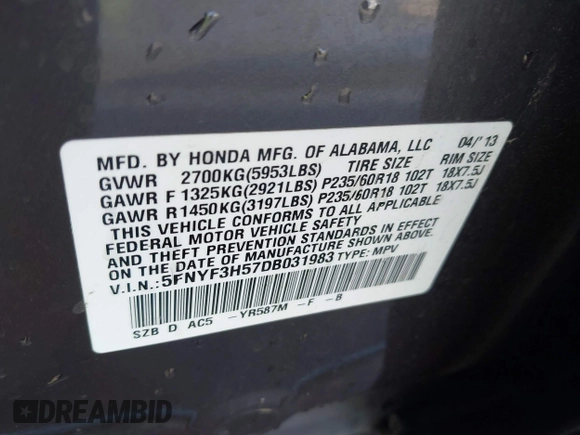 MFD. BY HONDA MFG. OF ALABAMA, LLC 04/'13
GVWR 2700KG(5953LBS) TIRE SIZE RIM SIZE
GAWR F 1325KG(2921LBS) P235/60R18 102T 18X7.5J
GAWR R 1450KG(3197LBS) P235/60R18 102T 18X7.5J
THIS VEHICLE CONFORMS TO ALL APPLICABLE
FEDERAL MOTOR VEHICLE SAFETY
AND THEFT PREVENTION STANDARDS IN EFFECT
ON THE DATE OF MANUFACTURE SHOWN ABOVE.
V.I.N.: 5FNYF3H57DB031983 TYPE: MPV
SZB D AC5 -YR587M -F -B
DREAMBID